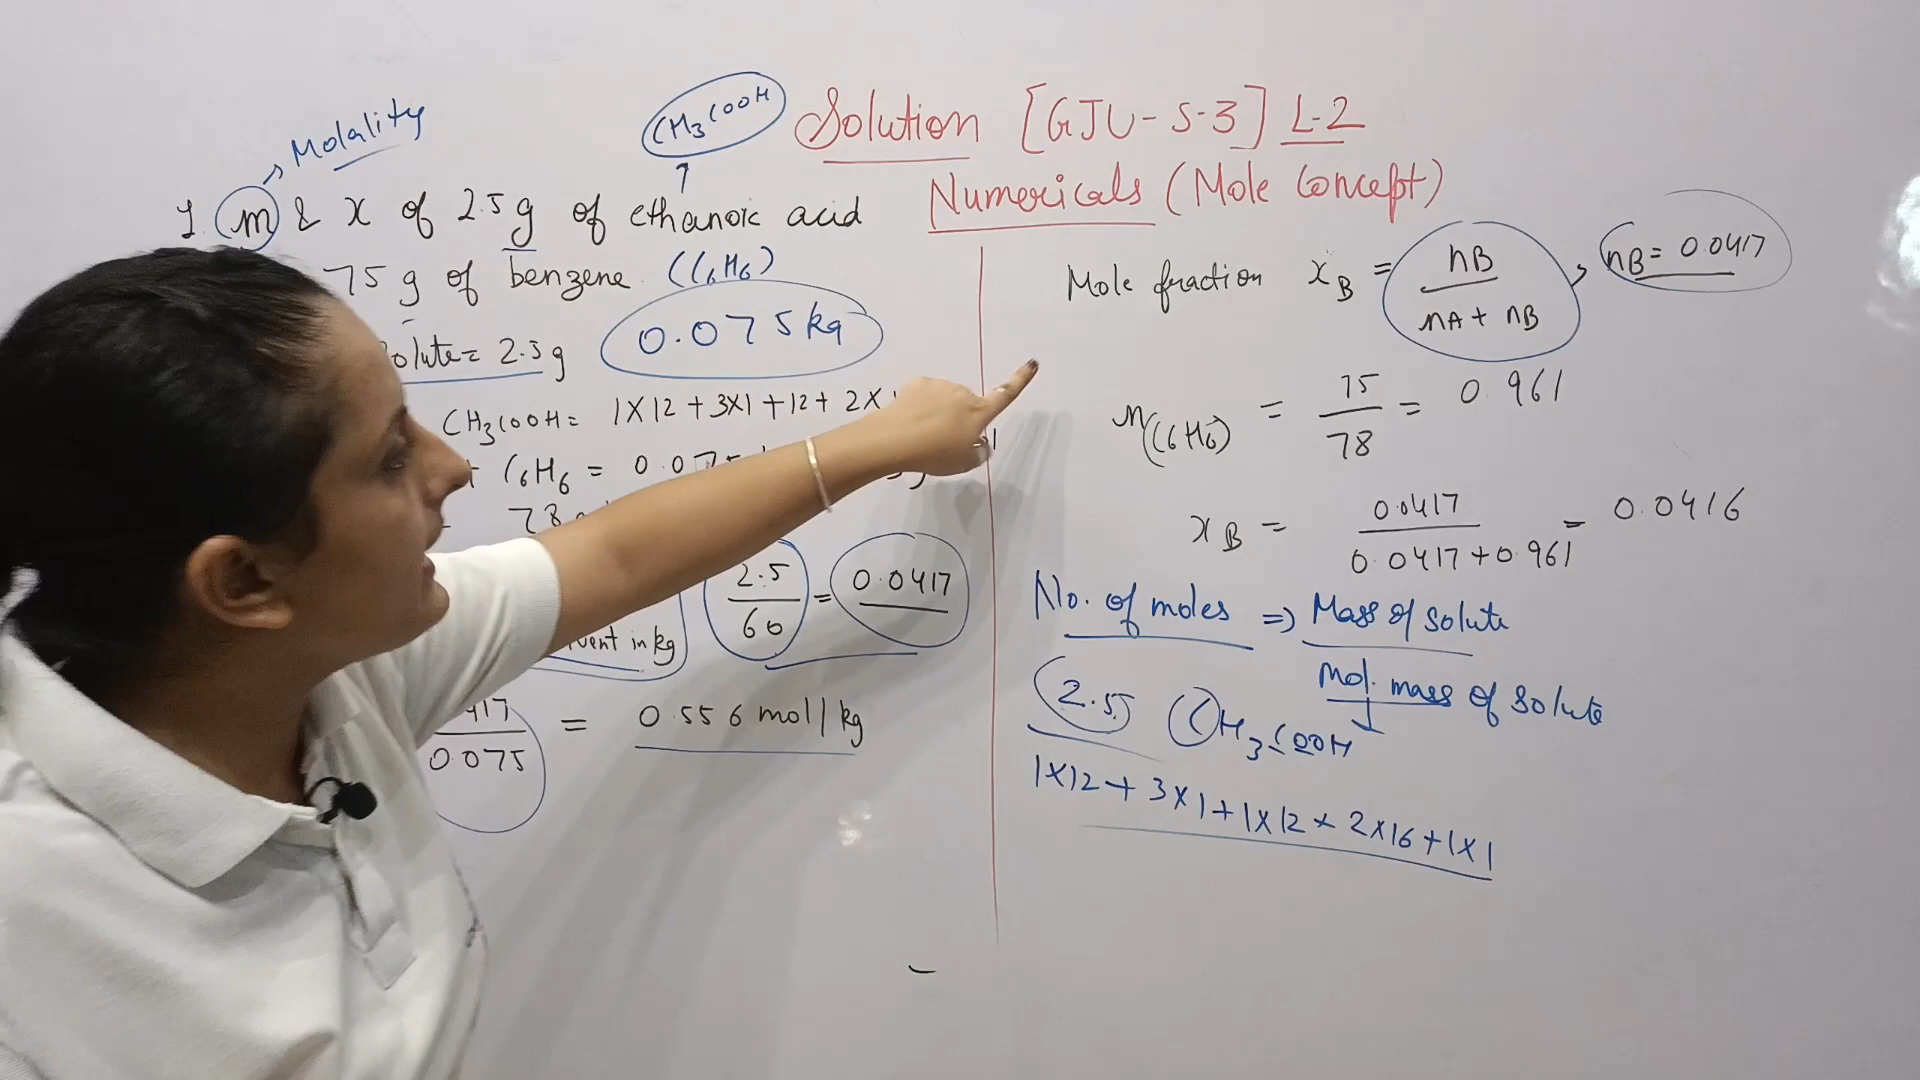 Solution [GJU-S-3] L-2
Numericals (Mole Concept)
Molality
CH3COOH
1. m & x of 2.5 g of ethanoic acid
75 g of benzene (C6H6)
0.075 kg
= 2.5 g
CH3COOH = 1×12+3×1+12+2×
C6H6 =
78
2.5/60 = 0.0417
in kg
0.075 = 0.556 mol/kg
Mole fraction xB = nB/nA + nB
nB = 0.0417
n(C6H6) = 75/78 = 0.961
xB = 0.0417/0.0417+0.961 = 0.0416
No. of moles => Mass of solute
Mol. mass of solute
2.5 CH3COOH
1×12+3×1+1×12+2×16+1×1